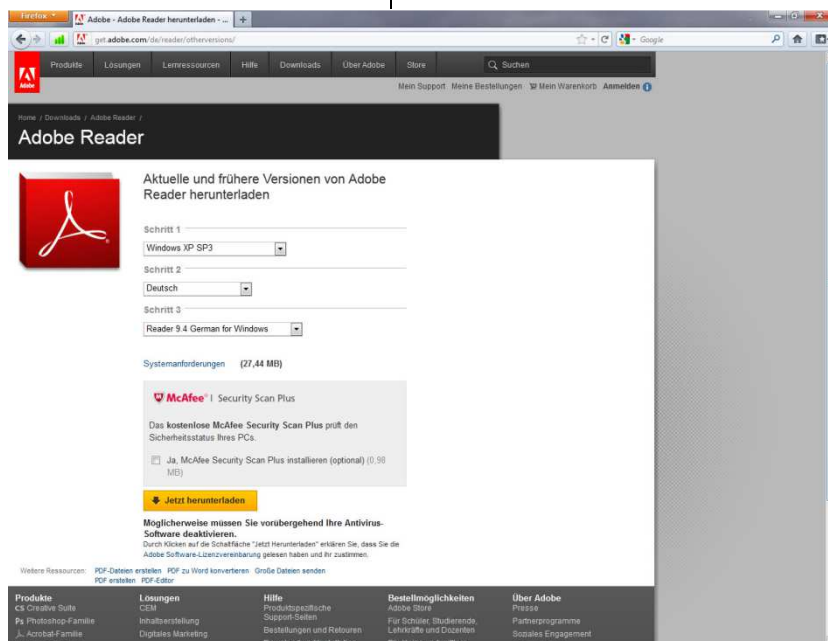 Firefox
Adobe - Adobe Reader herunterladen - ...
get.adobe.com/de/reader/otherversions/
Google
Produkte Lösungen Lernressourcen Hilfe Downloads Über Adobe Store Suchen
Adobe
Mein Support Meine Bestellungen Mein Warenkorb Anmelden
Home / Downloads / Adobe Reader /
Adobe Reader
Aktuelle und frühere Versionen von Adobe
Reader herunterladen
Schritt 1
Windows XP SP3
Schritt 2
Deutsch
Schritt 3
Reader 9.4 German for Windows
Systemanforderungen (27,44 MB)
McAfee® | Security Scan Plus
Das kostenlose McAfee Security Scan Plus prüft den
Sicherheitsstatus Ihres PCs.
Ja, McAfee Security Scan Plus installieren (optional) (0,98
MB)
Jetzt herunterladen
Möglicherweise müssen Sie vorübergehend Ihre Antivirus-
Software deaktivieren.
Durch Klicken auf die Schaltfläche "Jetzt Herunterladen" erklären Sie, dass Sie die
Adobe Software-Lizenzvereinbarung gelesen haben und ihr zustimmen.
Weitere Ressourcen: PDF-Dateien erstellen PDF zu Word konvertieren Große Dateien senden
PDF erstellen PDF-Editor
Produkte Lösungen Hilfe Bestellmöglichkeiten Über Adobe
CS Creative Suite CEM Produktspezifische Adobe Store Presse
Ps Photoshop-Familie Inhaltserstellung Support-Seiten Für Schüler, Studierende, Partnerprogramme
Acrobat-Familie Digitales Marketing Bestellungen und Retouren Lehrkräfte und Dozenten Soziales Engagement